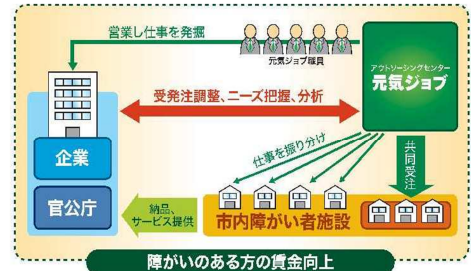 営業し仕事を発掘
元気ジョブ職員
アウトソーシングセンター
元気ジョブ
受発注調整、ニーズ把握、分析
企業
官公庁
仕事を振り分け
共同受注
納品、
サービス提供
市内障がい者施設
障がいのある方の賃金向上